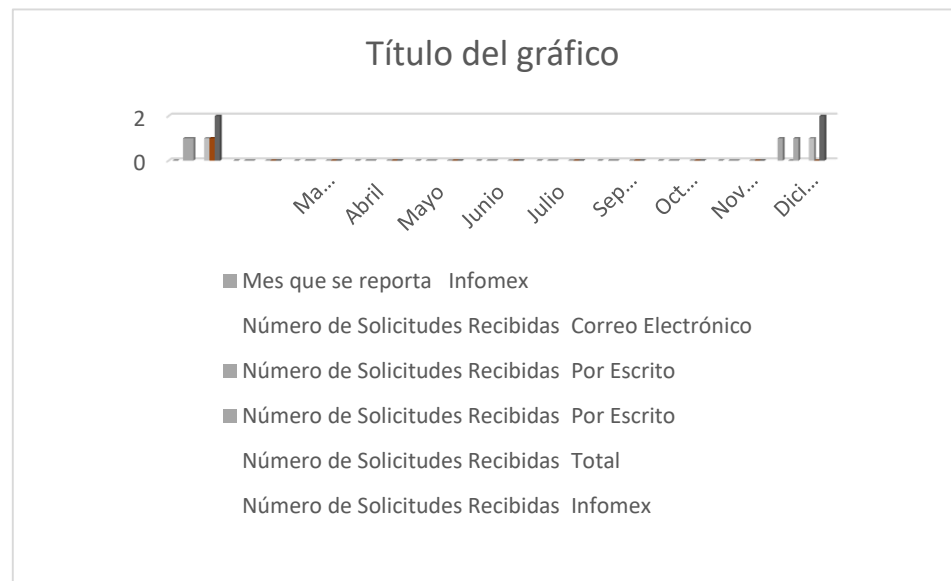 Título del gráfico
2
0
Ma...
Abril
Mayo
Junio
Julio
Sep...
Oct...
Nov...
Dici...
Mes que se reporta Infomex
Número de Solicitudes Recibidas Correo Electrónico
Número de Solicitudes Recibidas Por Escrito
Número de Solicitudes Recibidas Por Escrito
Número de Solicitudes Recibidas Total
Número de Solicitudes Recibidas Infomex